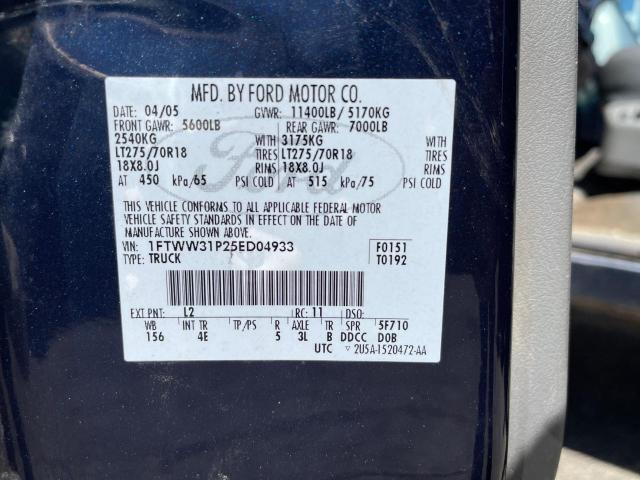 MFD. BY FORD MOTOR CO.
DATE: 04/05 GVWR: 11400LB/ 5170KG
FRONT GAWR: 5600LB REAR GAWR: 7000LB
2540KG WITH 3175KG WITH
LT275/70R18 TIRES LT275/70R18 TIRES
18X8.0J RIMS 18X8.0J RIMS
AT 450 kPa/65 PSI COLD AT 515 kPa/75 PSI COLD
Ford
THIS VEHICLE CONFORMS TO ALL APPLICABLE FEDERAL MOTOR
VEHICLE SAFETY STANDARDS IN EFFECT ON THE DATE OF
MANUFACTURE SHOWN ABOVE.
VIN: 1FTWW31P25ED04933 F0151
TYPE: TRUCK T0192
EXT PNT: L2 RC: 11 DSO:
WB INT TR TP/PS R AXLE TR SPR 5F710
156 4E 5 3L B DDCC DOB
UTC ▽ 2U5A-1520472-AA